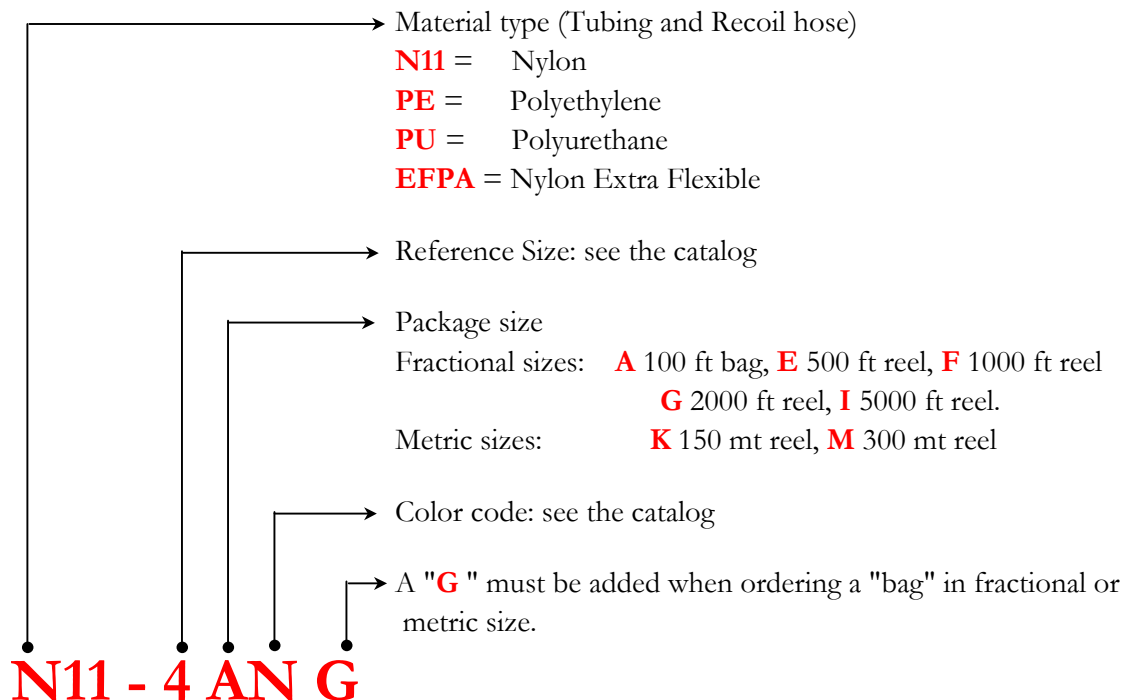 Material type (Tubing and Recoil hose)
N11 = Nylon
PE = Polyethylene
PU = Polyurethane
EFPA = Nylon Extra Flexible
Reference Size: see the catalog
Package size
Fractional sizes: A 100 ft bag, E 500 ft reel, F 1000 ft reel
G 2000 ft reel, I 5000 ft reel.
Metric sizes: K 150 mt reel, M 300 mt reel
Color code: see the catalog
A "G " must be added when ordering a "bag" in fractional or
metric size.
N11 - 4 AN G